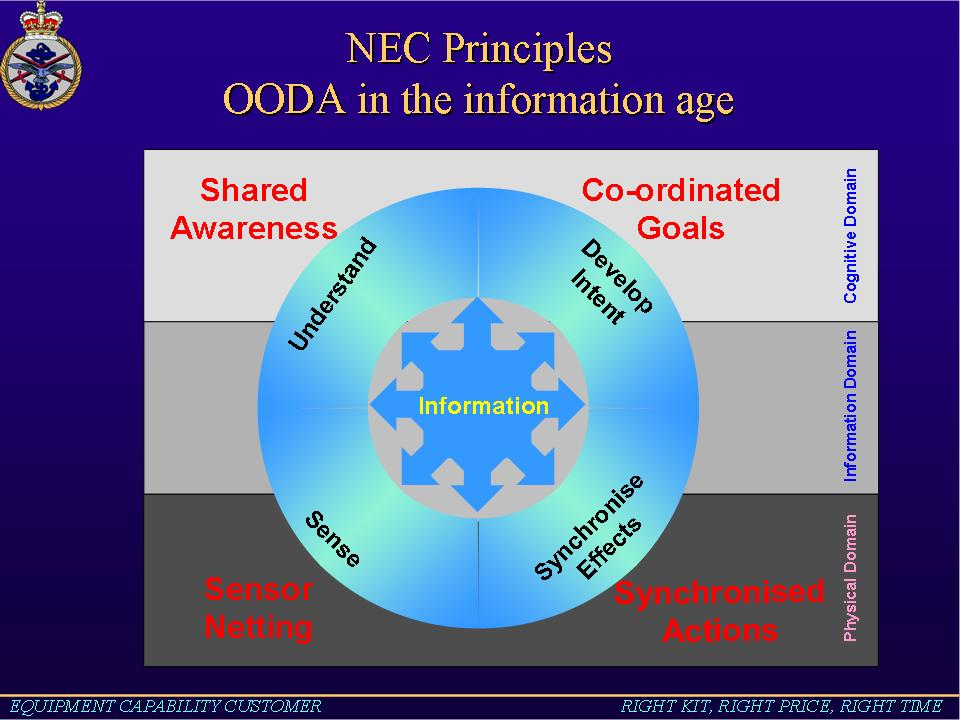 NEC Principles
OODA in the information age
Shared
Awareness
Co-ordinated
Goals
Cognitive Domain
Understand
Develop
Intent
Information
Information Domain
Sense
Synchronise
Effects
Sensor
Netting
Synchronised
Actions
Physical Domain
EQUIPMENT CAPABILITY CUSTOMER
RIGHT KIT, RIGHT PRICE, RIGHT TIME